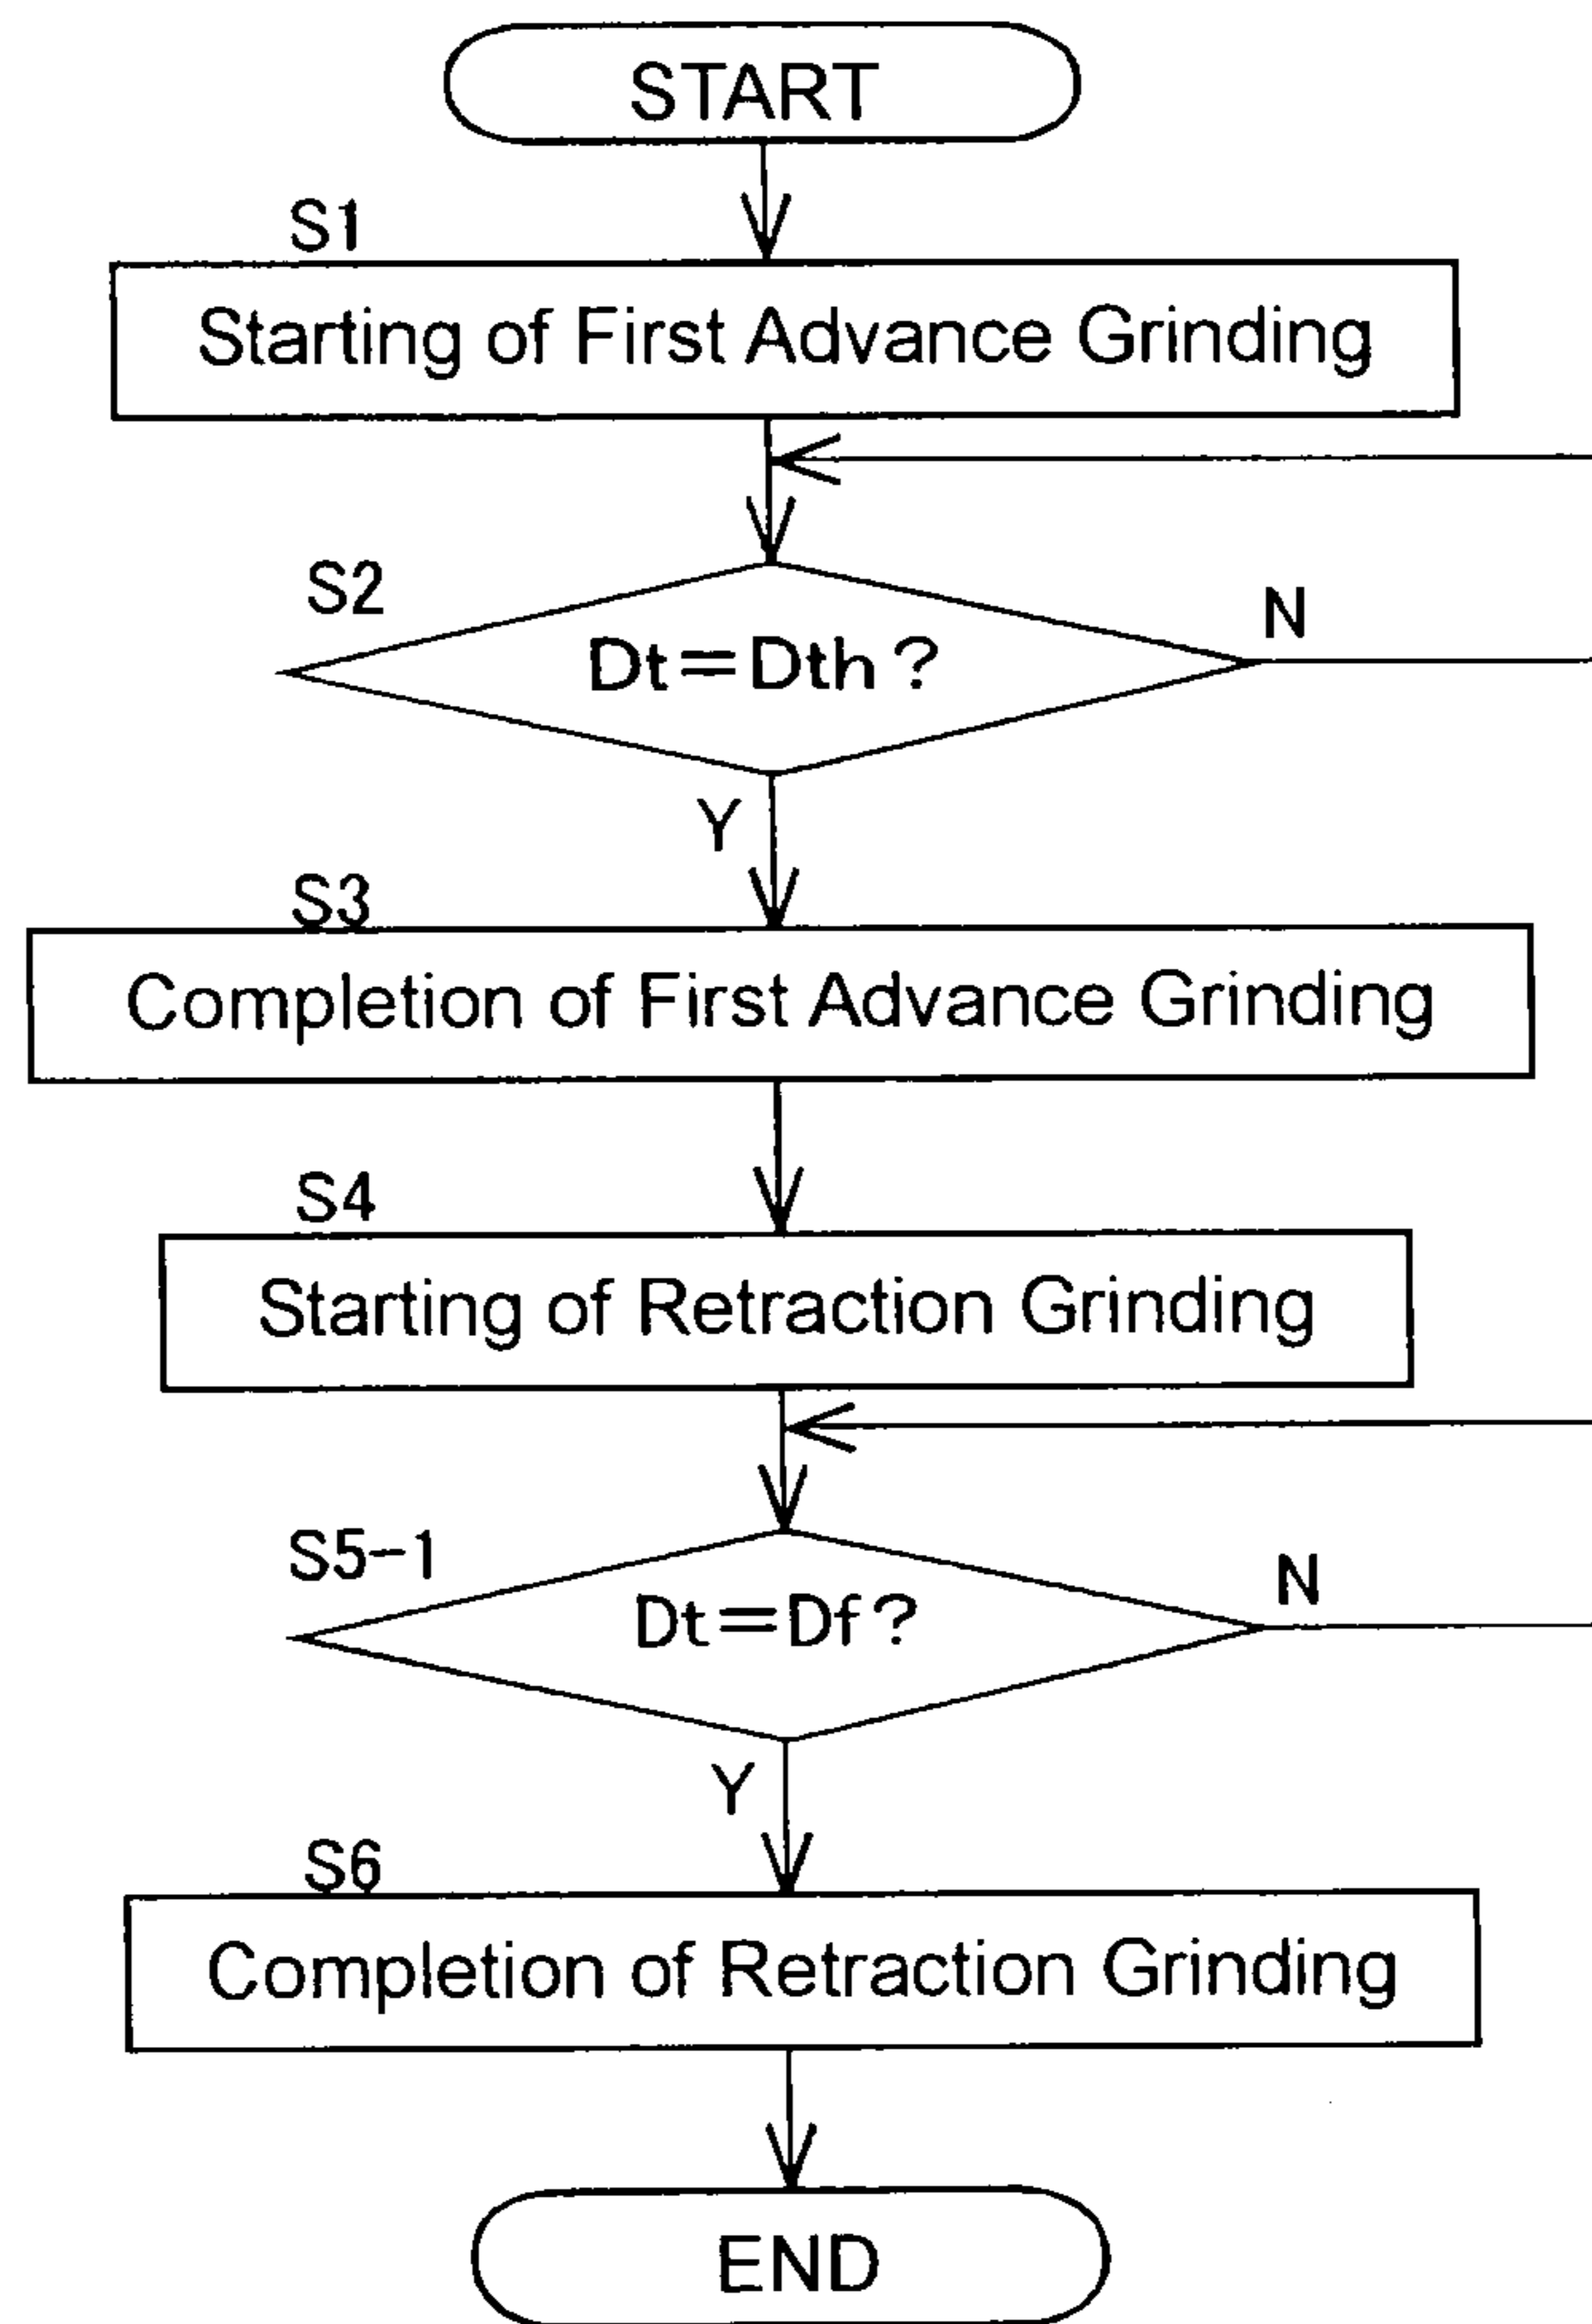 START
S1
Starting of First Advance Grinding
S2
Dt=Dth?
N
Y
S3
Completion of First Advance Grinding
S4
Starting of Retraction Grinding
S5-1
Dt=Df?
N
Y
S6
Completion of Retraction Grinding
END